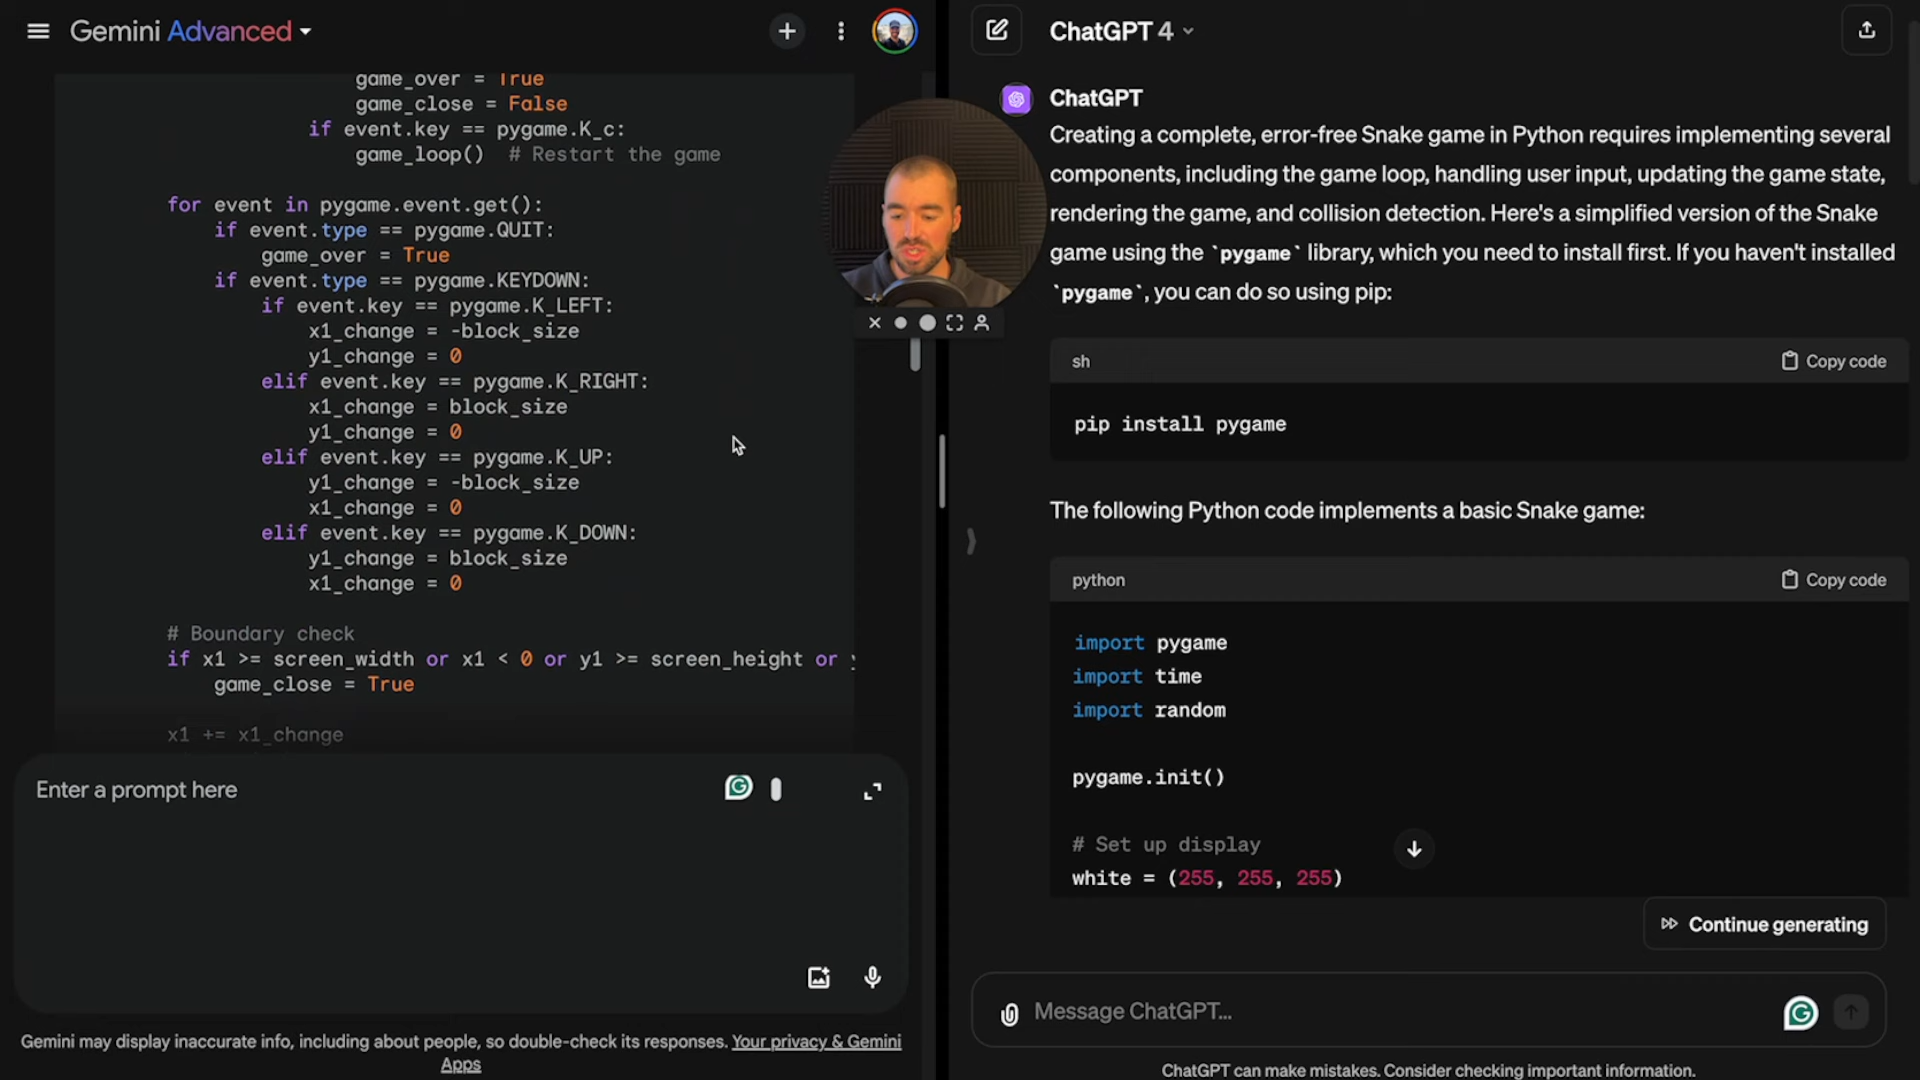 Gemini Advanced
game_over = True
game_close = False
if event.key == pygame.K_c:
game_loop()  # Restart the game
for event in pygame.event.get():
if event.type == pygame.QUIT:
game_over = True
if event.type == pygame.KEYDOWN:
if event.key == pygame.K_LEFT:
x1_change = -block_size
y1_change = 0
elif event.key == pygame.K_RIGHT:
x1_change = block_size
y1_change = 0
elif event.key == pygame.K_UP:
y1_change = -block_size
x1_change = 0
elif event.key == pygame.K_DOWN:
y1_change = block_size
x1_change = 0
# Boundary check
if x1 >= screen_width or x1 < 0 or y1 >= screen_height or
game_close = True
x1 += x1_change
Enter a prompt here
Gemini may display inaccurate info, including about people, so double-check its responses. Your privacy & Gemini
Apps
ChatGPT 4
ChatGPT
Creating a complete, error-free Snake game in Python requires implementing several
components, including the game loop, handling user input, updating the game state,
rendering the game, and collision detection. Here's a simplified version of the Snake
game using the `pygame` library, which you need to install first. If you haven't installed
`pygame`, you can do so using pip:
sh
Copy code
pip install pygame
The following Python code implements a basic Snake game:
python
Copy code
import pygame
import time
import random
pygame.init()
# Set up display
white = (255, 255, 255)
Continue generating
Message ChatGPT...
ChatGPT can make mistakes. Consider checking important information.